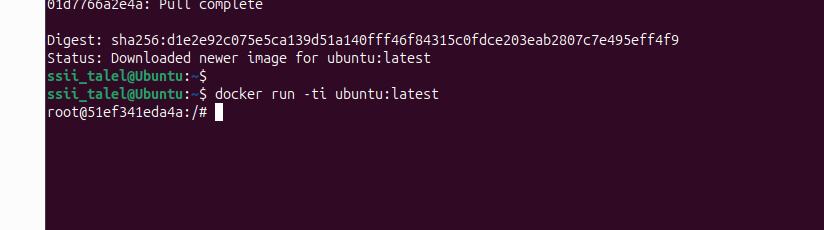 01d7766a2e4a: Pull complete
Digest: sha256:d1e2e92c075e5ca139d51a140fff46f84315c0fdce203eab2807c7e495eff4f9
Status: Downloaded newer image for ubuntu:latest
ssii_talel@Ubuntu:~$
ssii_talel@Ubuntu:~$ docker run -ti ubuntu:latest
root@51ef341eda4a:/#